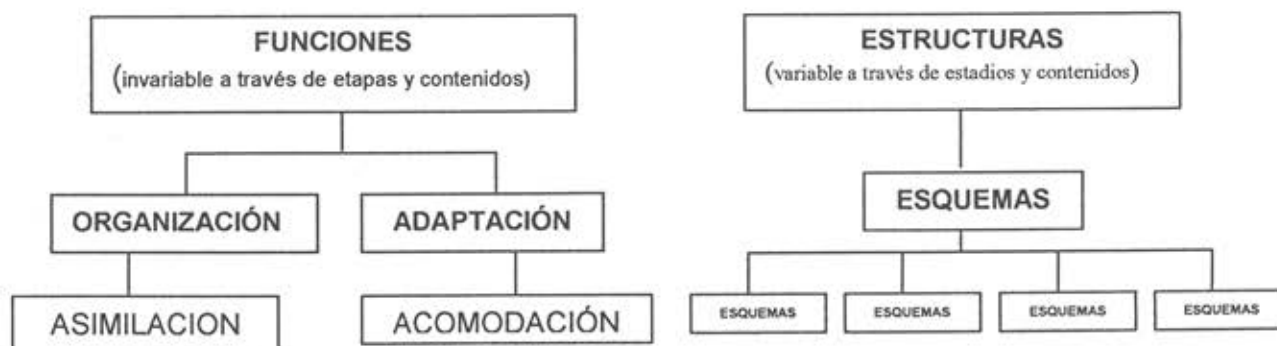 FUNCIONES
(invariable a través de etapas y contenidos)
ORGANIZACIÓN
ADAPTACIÓN
ASIMILACION
ACOMODACIÓN
ESTRUCTURAS
(variable a través de estadios y contenidos)
ESQUEMAS
ESQUEMAS
ESQUEMAS
ESQUEMAS
ESQUEMAS